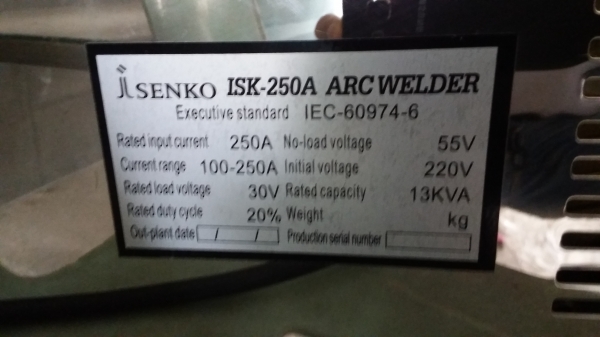 JL SENKO ISK-250A ARC WELDER
Executive standard IEC-60974-6
Rated input current 250A No-load voltage 55V
Current range 100-250A Initial voltage 220V
Rated load voltage 30V Rated capacity 13KVA
Rated duty cycle 20% Weight kg
Out-plant date / / Production serial number